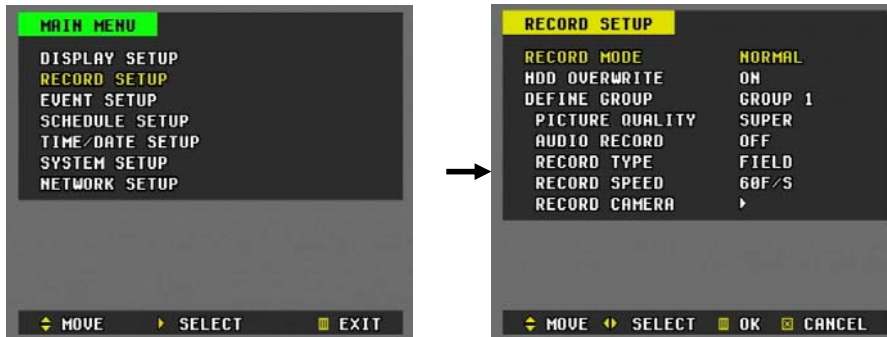 MAIN MENU
DISPLAY SETUP
RECORD SETUP
EVENT SETUP
SCHEDULE SETUP
TIME/DATE SETUP
SYSTEM SETUP
NETWORK SETUP
MOVE SELECT EXIT
RECORD SETUP
RECORD MODE NORMAL
HDD OVERWRITE ON
DEFINE GROUP GROUP 1
PICTURE QUALITY SUPER
AUDIO RECORD OFF
RECORD TYPE FIELD
RECORD SPEED 60F/S
RECORD CAMERA
MOVE SELECT OK CANCEL